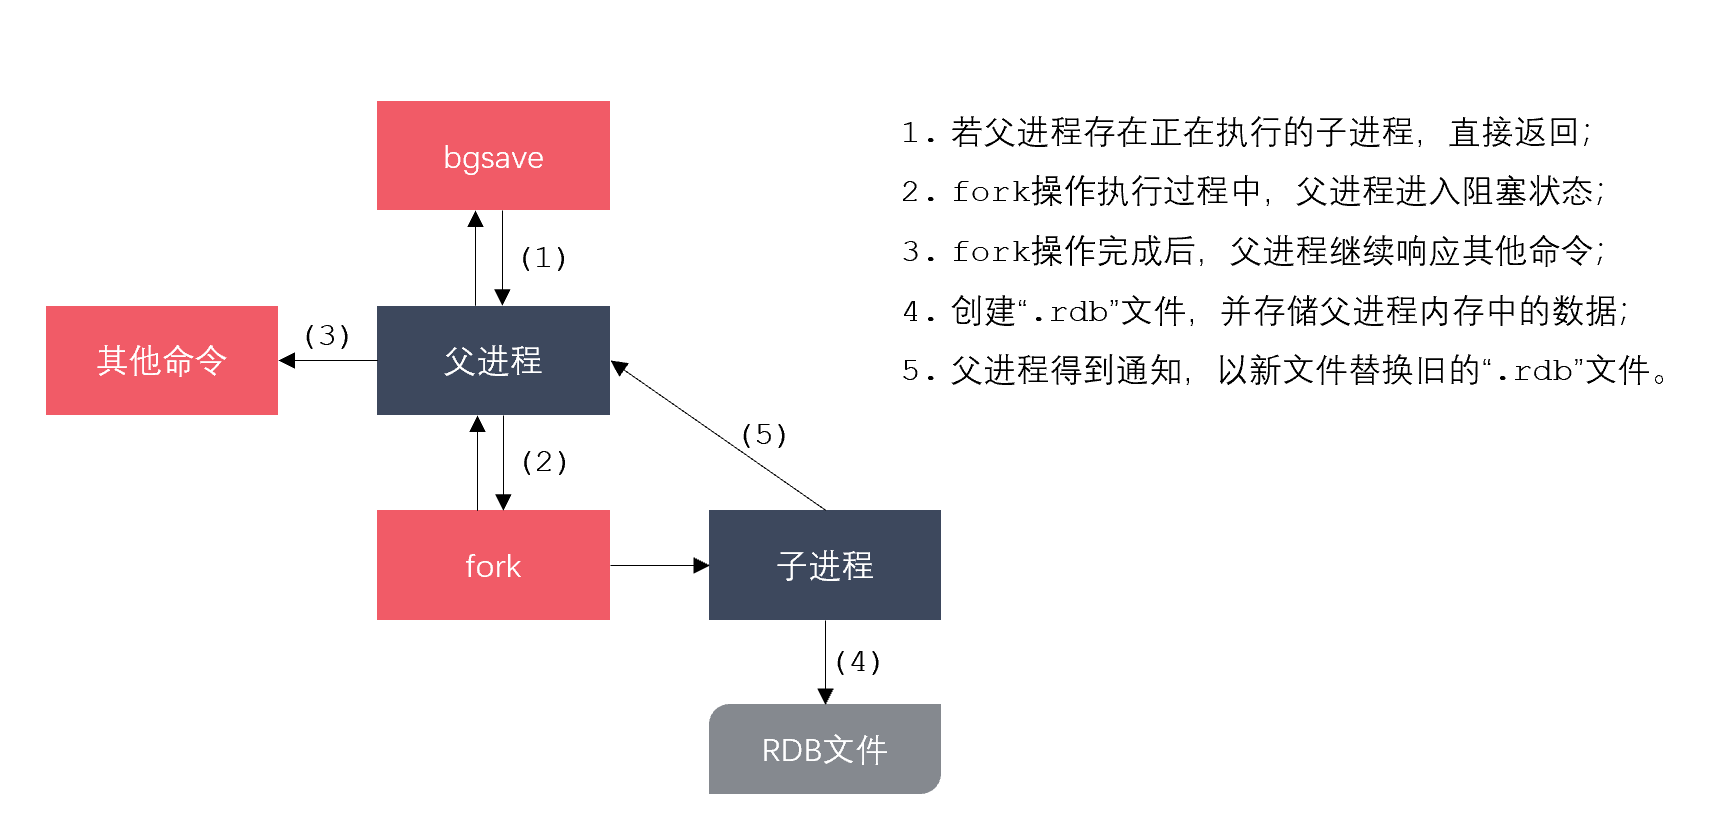 bgsave
(1)
其他命令
(3)
父进程
(2)
(5)
fork
子进程
(4)
RDB文件
1. 若父进程存在正在执行的子进程，直接返回；
2. fork操作执行过程中，父进程进入阻塞状态；
3. fork操作完成后，父进程继续响应其他命令；
4. 创建“.rdb”文件，并存储父进程内存中的数据；
5. 父进程得到通知，以新文件替换旧的“.rdb”文件。